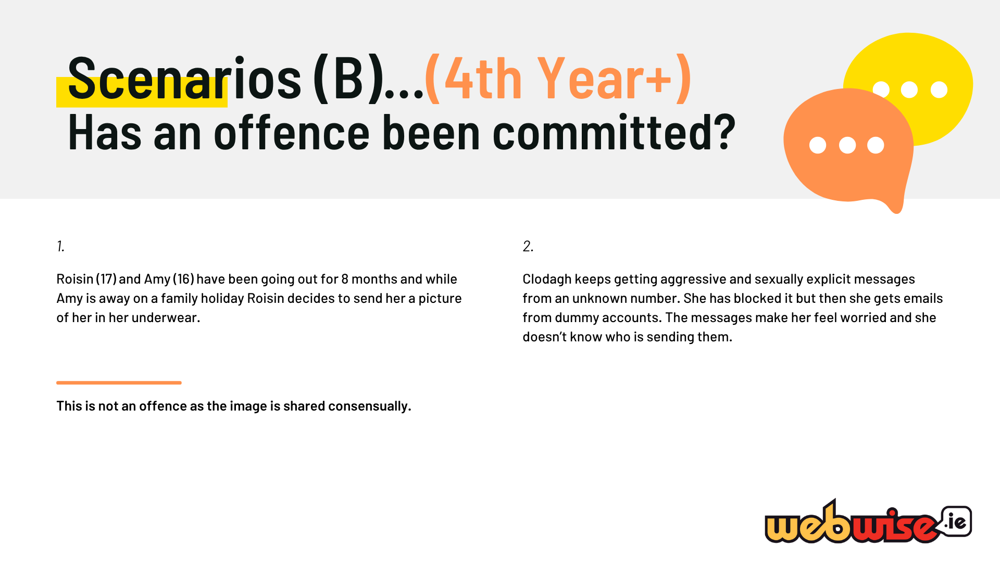 Scenarios (B)...(4th Year+)
Has an offence been committed?
1.
Roisin (17) and Amy (16) have been going out for 8 months and while
Amy is away on a family holiday Roisin decides to send her a picture
of her in her underwear.
This is not an offence as the image is shared consensually.
2.
Clodagh keeps getting aggressive and sexually explicit messages
from an unknown number. She has blocked it but then she gets emails
from dummy accounts. The messages make her feel worried and she
doesn’t know who is sending them.
webwise.ie